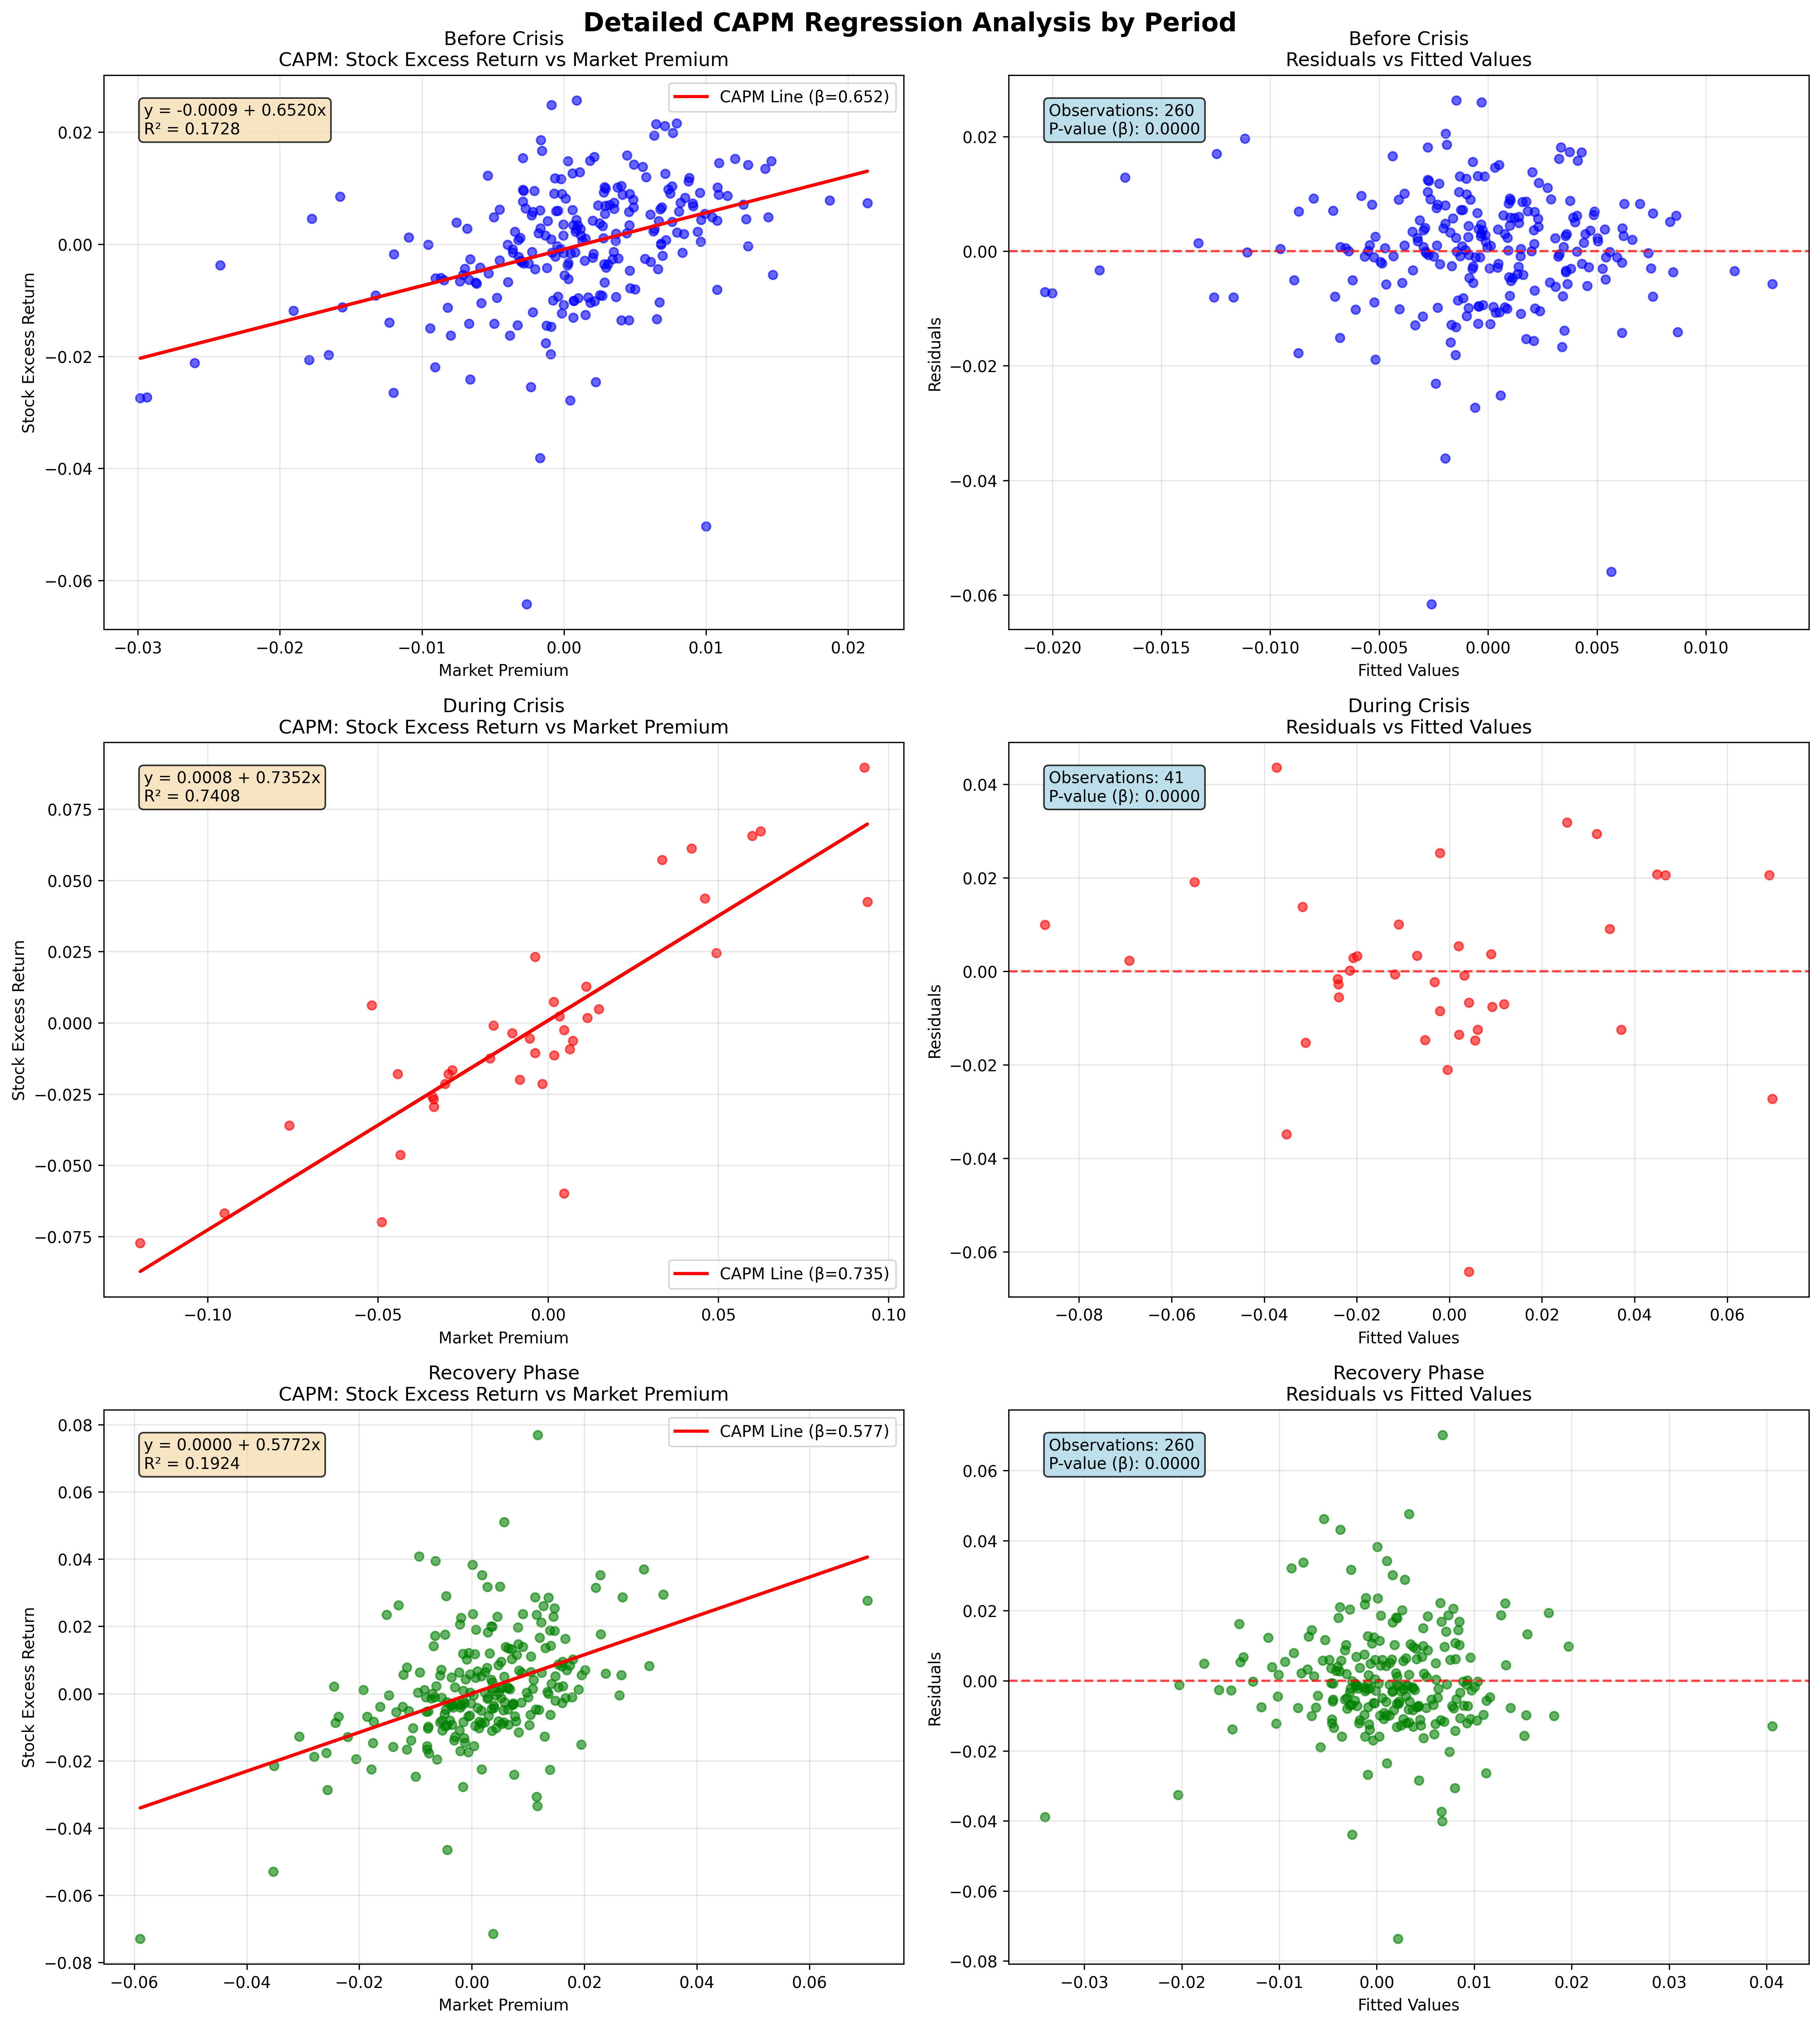 Detailed CAPM Regression Analysis by Period
Before Crisis
CAPM: Stock Excess Return vs Market Premium
y = -0.0009 + 0.6520x
R² = 0.1728
CAPM Line (β=0.652)
Stock Excess Return
0.02
0.00
−0.02
−0.04
−0.06
−0.03
−0.02
−0.01
0.00
0.01
0.02
Market Premium
Before Crisis
Residuals vs Fitted Values
Observations: 260
P-value (β): 0.0000
Residuals
0.02
0.00
−0.02
−0.04
−0.06
−0.020
−0.015
−0.010
−0.005
0.000
0.005
0.010
Fitted Values
During Crisis
CAPM: Stock Excess Return vs Market Premium
y = 0.0008 + 0.7352x
R² = 0.7408
CAPM Line (β=0.735)
Stock Excess Return
0.075
0.050
0.025
0.000
−0.025
−0.050
−0.075
−0.10
−0.05
0.00
0.05
0.10
Market Premium
During Crisis
Residuals vs Fitted Values
Observations: 41
P-value (β): 0.0000
Residuals
0.04
0.02
0.00
−0.02
−0.04
−0.06
−0.08
−0.06
−0.04
−0.02
0.00
0.02
0.04
0.06
Fitted Values
Recovery Phase
CAPM: Stock Excess Return vs Market Premium
y = 0.0000 + 0.5772x
R² = 0.1924
CAPM Line (β=0.577)
Stock Excess Return
0.08
0.06
0.04
0.02
0.00
−0.02
−0.04
−0.06
−0.08
−0.06
−0.04
−0.02
0.00
0.02
0.04
0.06
Market Premium
Recovery Phase
Residuals vs Fitted Values
Observations: 260
P-value (β): 0.0000
Residuals
0.06
0.04
0.02
0.00
−0.02
−0.04
−0.06
−0.08
−0.03
−0.02
−0.01
0.00
0.01
0.02
0.03
0.04
Fitted Values